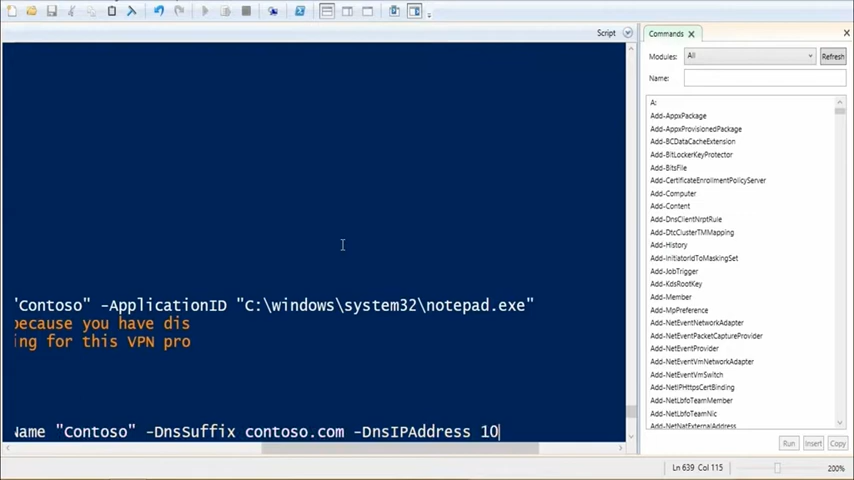 Script
Commands
Modules:
All
Refresh
Name:
A:
Add-AppxPackage
Add-AppxProvisionedPackage
Add-BCDataCacheExtension
Add-BitLockerKeyProtector
Add-BitsFile
Add-CertificateEnrollmentPolicyServer
Add-Computer
Add-Content
Add-DnsClientNrptRule
Add-DtcClusterTMMapping
Add-History
Add-InitiatorIdToMaskingSet
Add-JobTrigger
Add-KdsRootKey
Add-Member
Add-MpPreference
Add-NetEventNetworkAdapter
Add-NetEventPacketCaptureProvider
Add-NetEventProvider
Add-NetEventVmNetworkAdapter
Add-NetEventVmSwitch
Add-NetIPHttpsCertBinding
Add-NetLbfoTeamMember
Add-NetLbfoTeamNic
Add-NetNatExternalAddress
"Contoso" -ApplicationID "C:\windows\system32\notepad.exe"
because you have dis
ing for this VPN pro
Name "Contoso" -DnsSuffix contoso.com -DnsIPAddress 10
Run
Insert
Copy
Ln 639 Col 115
200%